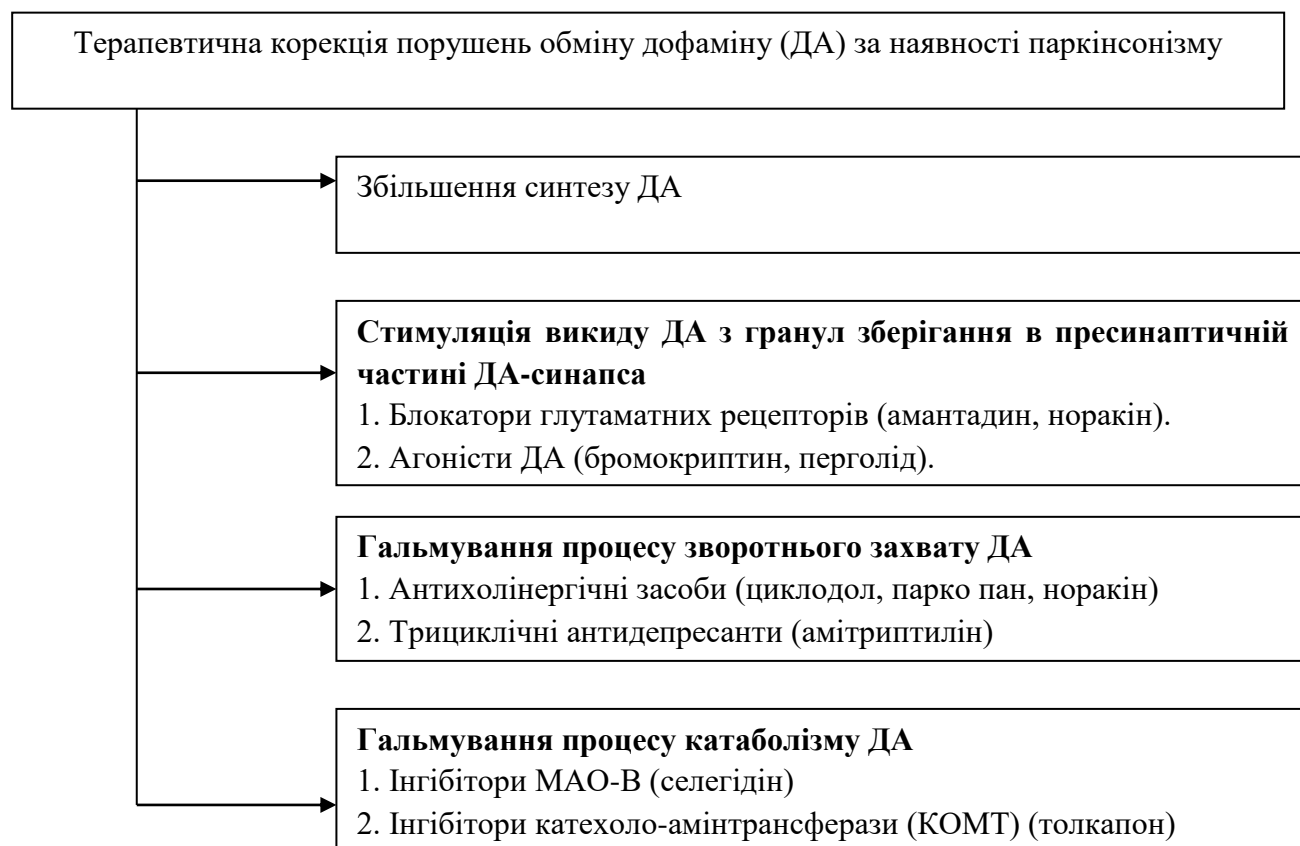 Терапевтична корекція порушень обміну дофаміну (ДА) за наявності паркінсонізму
Збільшення синтезу ДА
Стимуляція викиду ДА з гранул зберігання в пресинаптичній
частині ДА-синапса
1. Блокатори глутаматних рецепторів (амантадин, норакін).
2. Агоністи ДА (бромокриптин, перголід).
Гальмування процесу зворотнього захвату ДА
1. Антихолінергічні засоби (циклодол, парко пан, норакін)
2. Трициклічні антидепресанти (амітриптилін)
Гальмування процесу катаболізму ДА
1. Інгібітори МАО-В (селегідін)
2. Інгібітори катехоло-амінтрансферази (КОМТ) (толкапон)